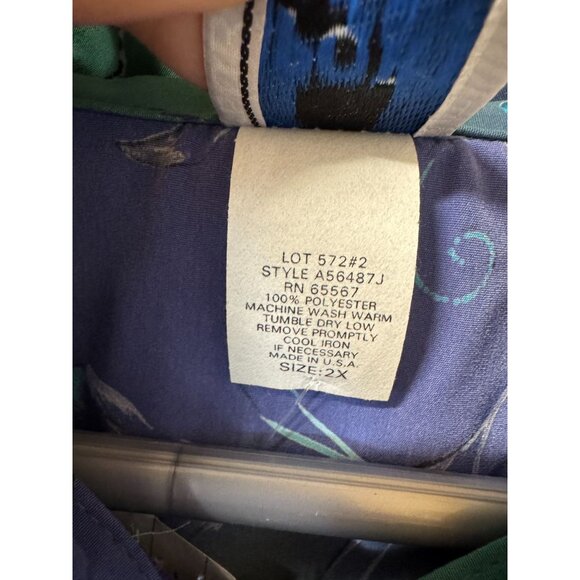 LOT 572#2
STYLE A56487J
RN 65567
100% POLYESTER
MACHINE WASH WARM
TUMBLE DRY LOW
REMOVE PROMPTLY
COOL IRON
IF NECESSARY
MADE IN U.S.A.
SIZE:2X